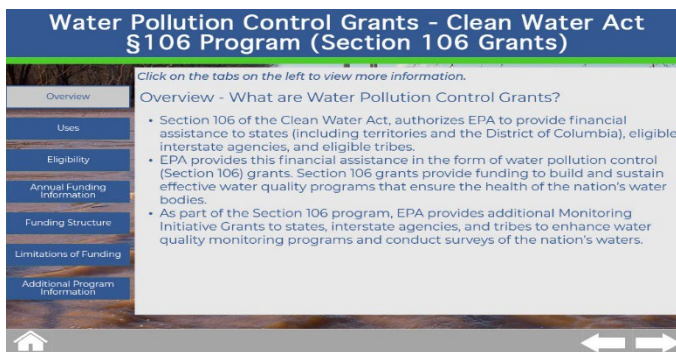 Water Pollution Control Grants - Clean Water Act
§106 Program (Section 106 Grants)
Click on the tabs on the left to view more information.
Overview
Uses
Eligibility
Annual Funding
Information
Funding Structure
Limitations of Funding
Additional Program
Information
Overview - What are Water Pollution Control Grants?
• Section 106 of the Clean Water Act, authorizes EPA to provide financial
assistance to states (including territories and the District of Columbia), eligible
interstate agencies, and eligible tribes.
• EPA provides this financial assistance in the form of water pollution control
(Section 106) grants. Section 106 grants provide funding to build and sustain
effective water quality programs that ensure the health of the nation's water
bodies.
• As part of the Section 106 program, EPA provides additional Monitoring
Initiative Grants to states, interstate agencies, and tribes to enhance water
quality monitoring programs and conduct surveys of the nation's waters.